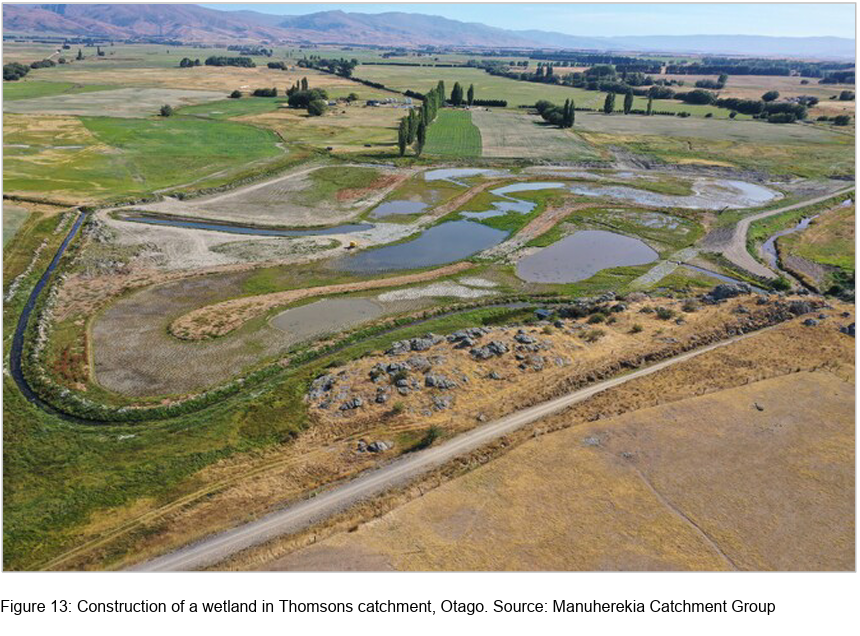 Figure 13: Construction of a wetland in Thomsons catchment, Otago. Source: Manuherekia Catchment Group